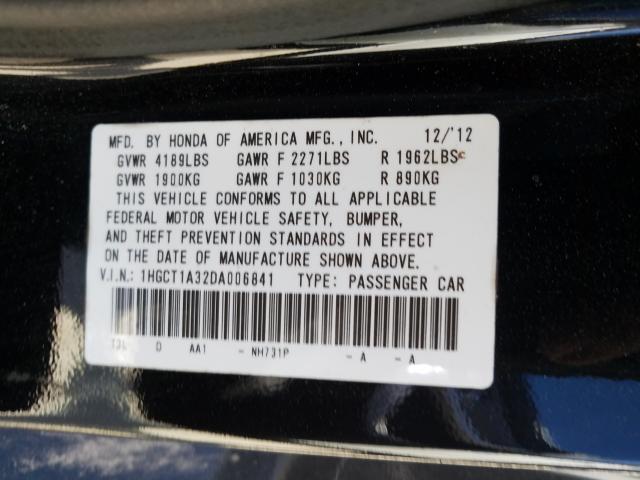 MFD. BY HONDA OF AMERICA MFG., INC. 12/'12
GVWR 4189LBS GAWR F 2271LBS R 1962LBS
GVWR 1900KG GAWR F 1030KG R 890KG
THIS VEHICLE CONFORMS TO ALL APPLICABLE
FEDERAL MOTOR VEHICLE SAFETY, BUMPER,
AND THEFT PREVENTION STANDARDS IN EFFECT
ON THE DATE OF MANUFACTURE SHOWN ABOVE.
V.I.N.: 1HGCT1A32DA006841 TYPE: PASSENGER CAR
T3L D AA1 - NH731P - A - A